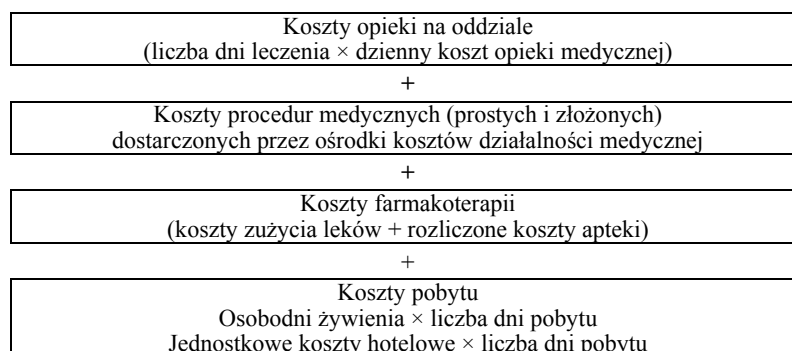 Koszty opieki na oddziale
(liczba dni leczenia × dzienny koszt opieki medycznej)
+
Koszty procedur medycznych (prostych i złożonych)
dostarczonych przez ośrodki kosztów działalności medycznej
+
Koszty farmakoterapii
(koszty zużycia leków + rozliczone koszty apteki)
+
Koszty pobytu
Osobodni żywienia × liczba dni pobytu
Jednostkowe koszty hotelowe × liczba dni pobytu